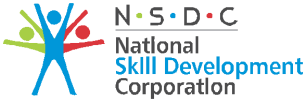 N·S·D·C
National
Skill Development
Corporation